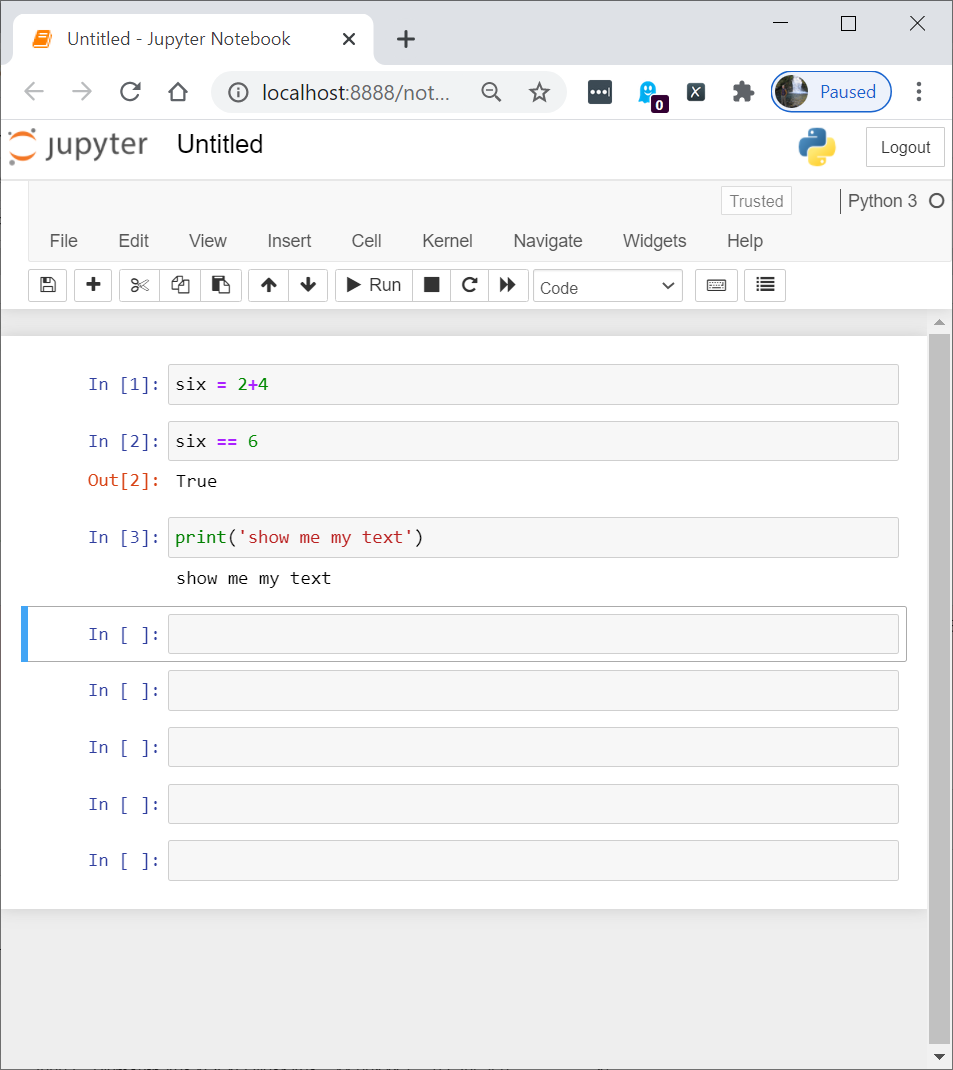 Untitled - Jupyter Notebook
localhost:8888/not...
0
X
Paused
jupyter Untitled
Logout
Trusted
Python 3
File Edit View Insert Cell Kernel Navigate Widgets Help
Run
Code
In [1]: six = 2+4
In [2]: six == 6
Out[2]: True
In [3]: print('show me my text')
show me my text
In [ ]:
In [ ]:
In [ ]:
In [ ]:
In [ ]: